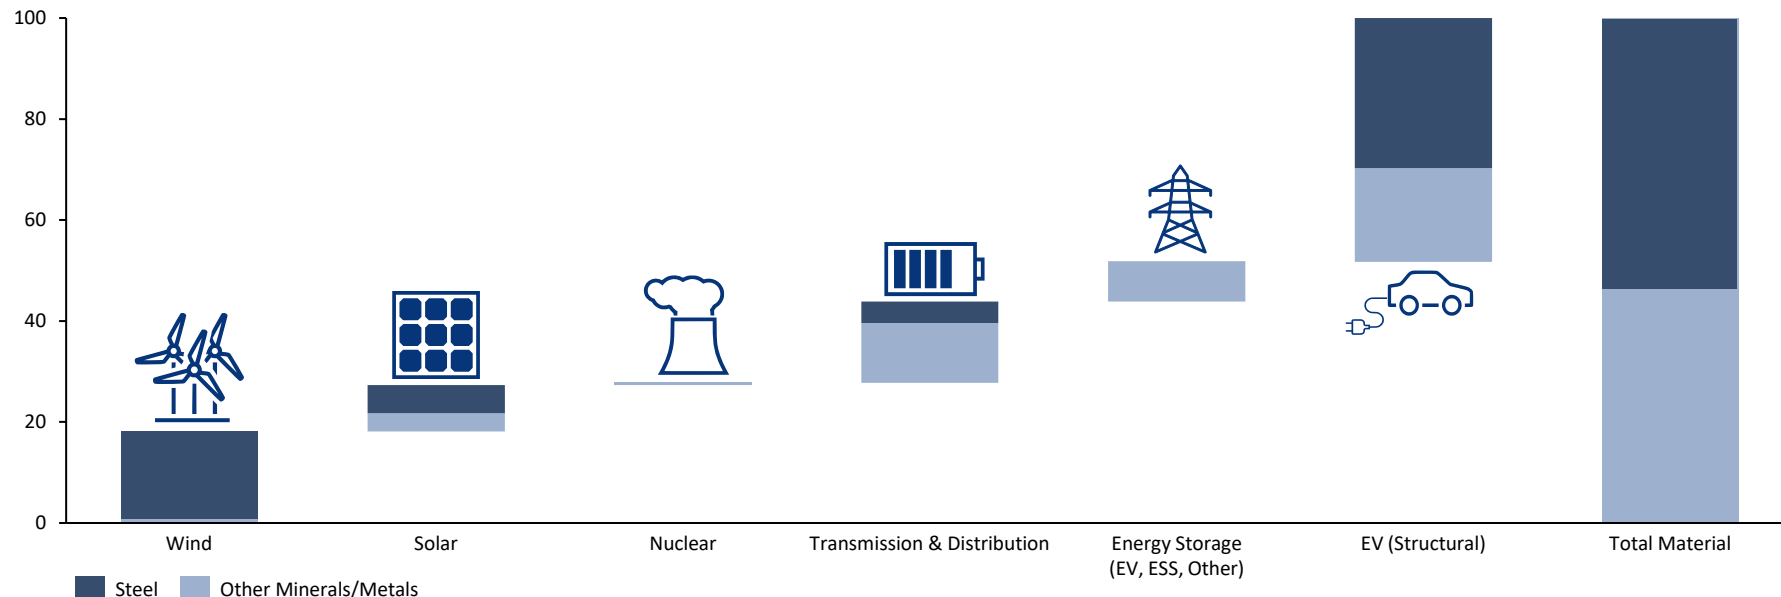 100
80
60
40
20
0
Wind
Solar
Nuclear
Transmission & Distribution
Energy Storage
(EV, ESS, Other)
EV (Structural)
Total Material
Steel
Other Minerals/Metals